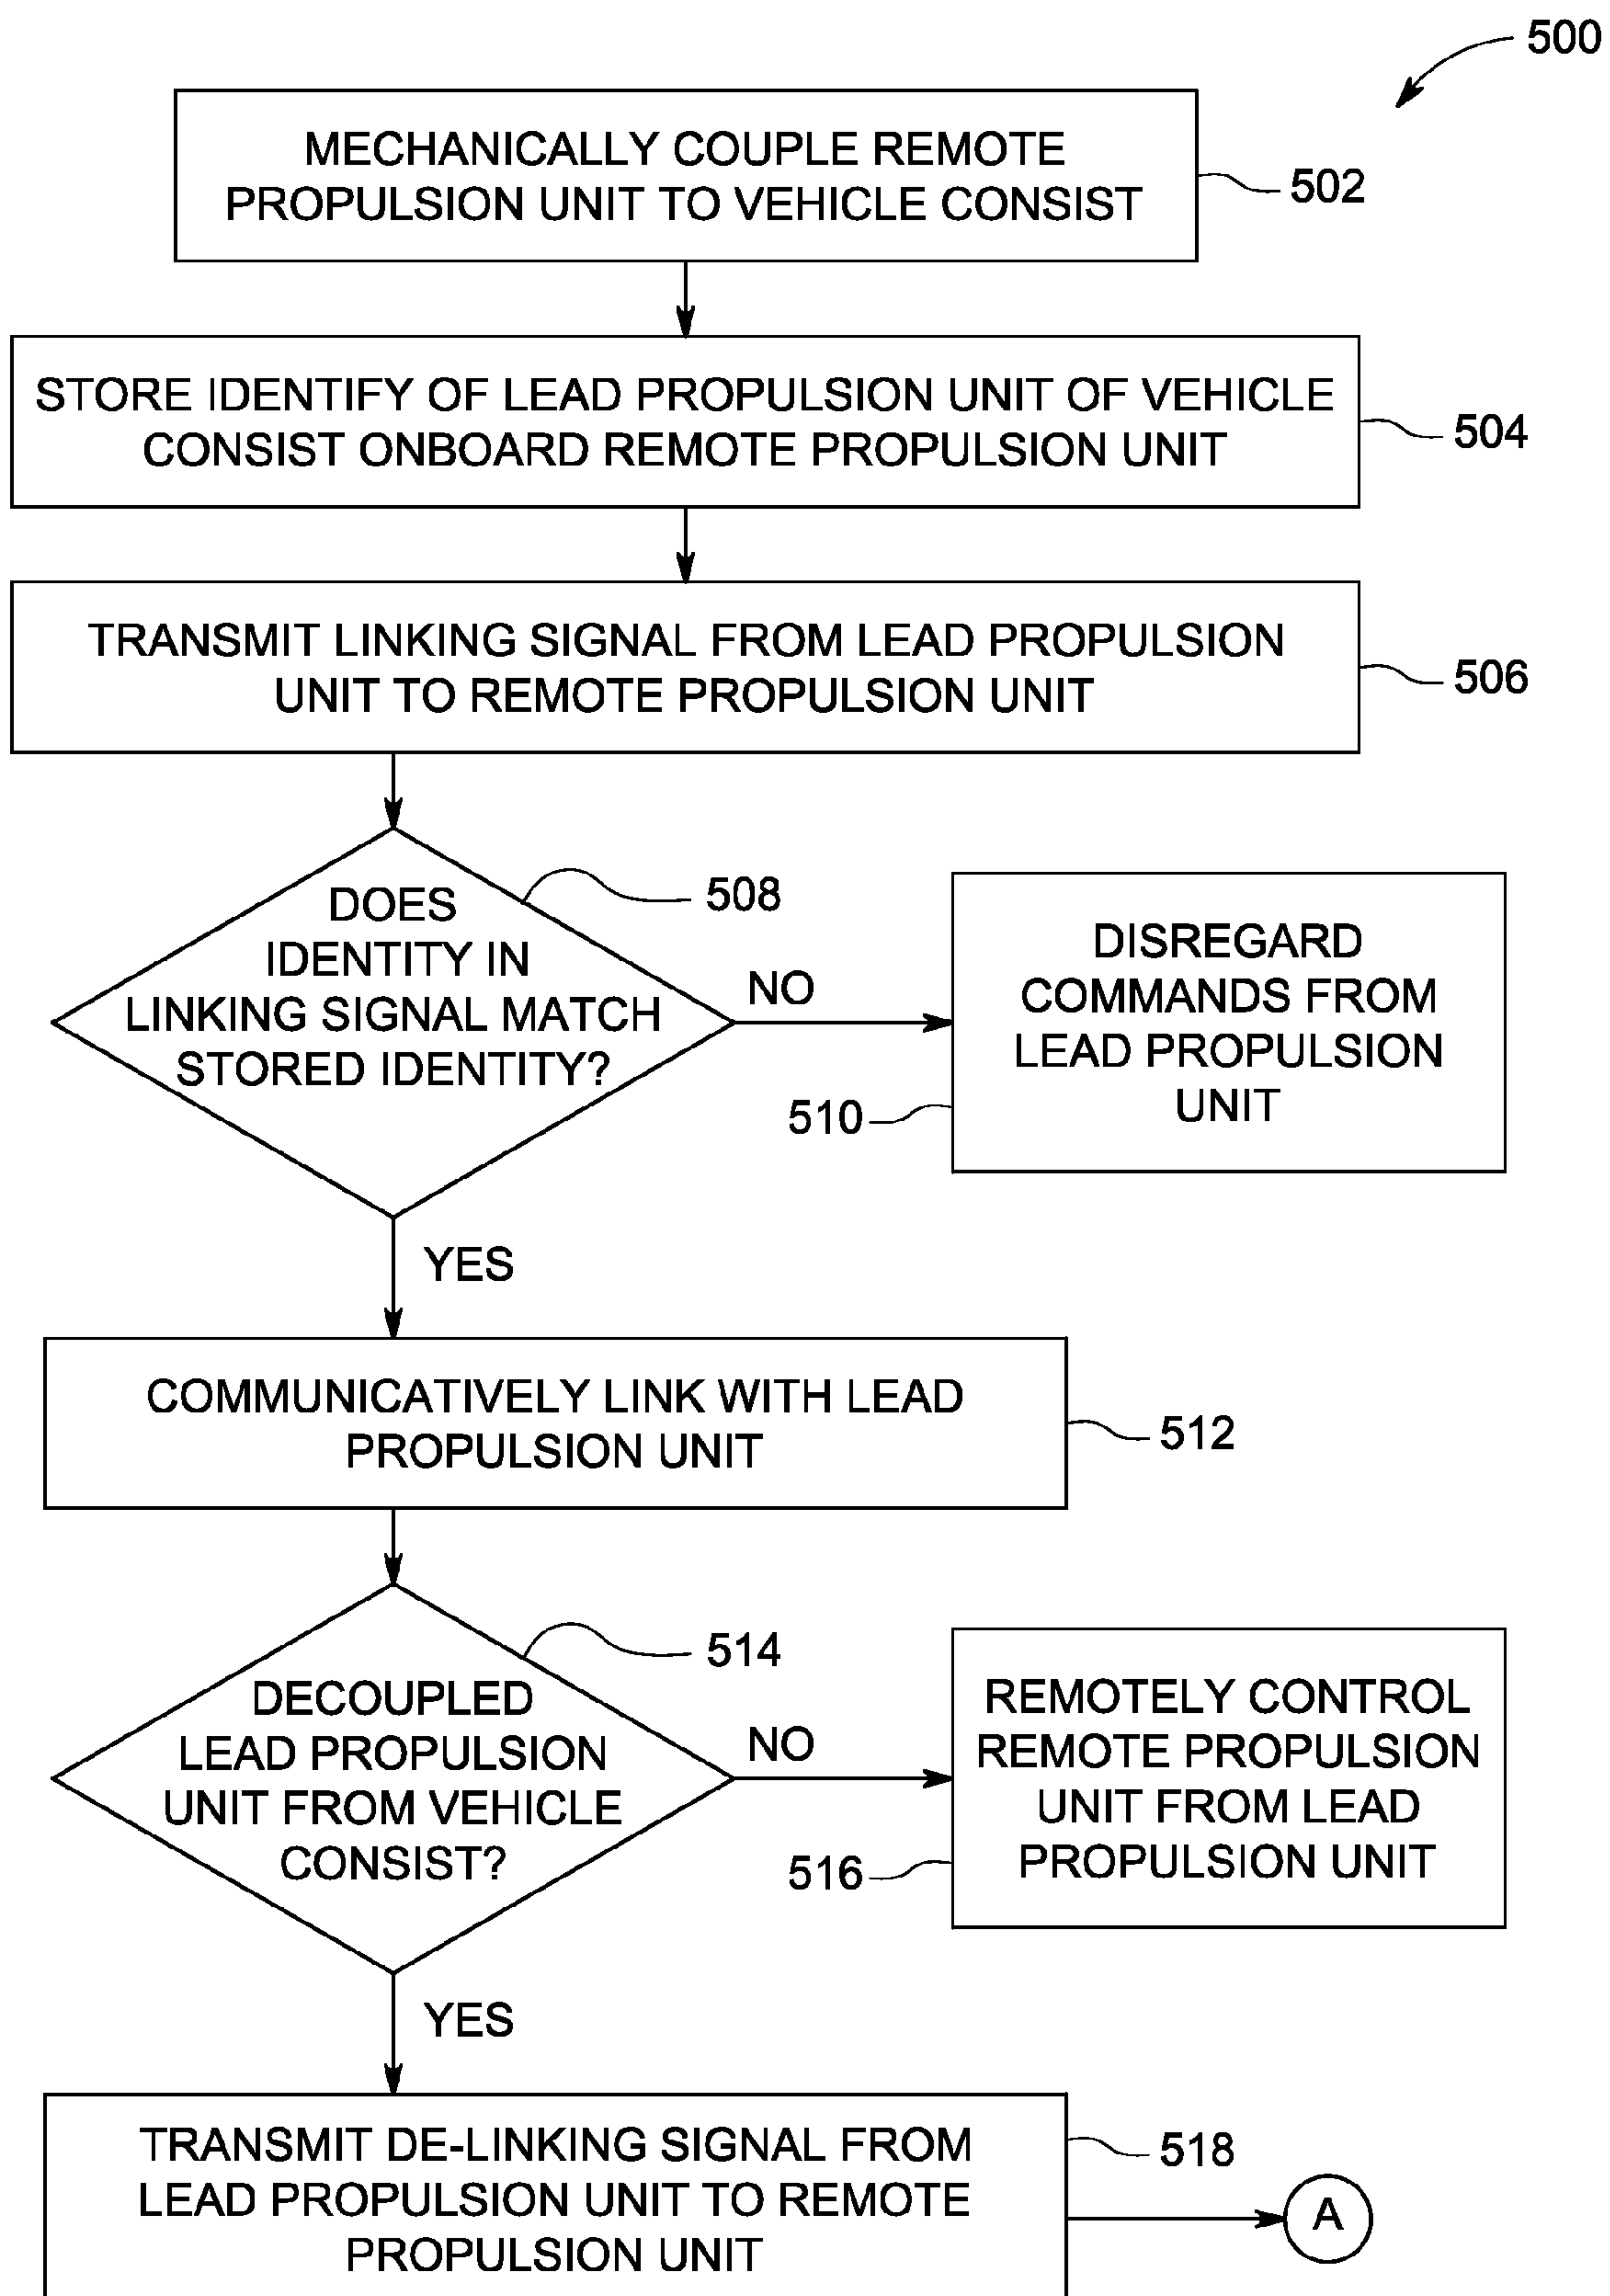 500
MECHANICALLY COUPLE REMOTE
PROPULSION UNIT TO VEHICLE CONSIST
502
STORE IDENTIFY OF LEAD PROPULSION UNIT OF VEHICLE
CONSIST ONBOARD REMOTE PROPULSION UNIT
504
TRANSMIT LINKING SIGNAL FROM LEAD PROPULSION
UNIT TO REMOTE PROPULSION UNIT
506
DOES
IDENTITY IN
LINKING SIGNAL MATCH
STORED IDENTITY?
508
NO
DISREGARD
COMMANDS FROM
LEAD PROPULSION
UNIT
510
YES
COMMUNICATIVELY LINK WITH LEAD
PROPULSION UNIT
512
DECOUPLED
LEAD PROPULSION
UNIT FROM VEHICLE
CONSIST?
514
NO
REMOTELY CONTROL
REMOTE PROPULSION
UNIT FROM LEAD
PROPULSION UNIT
516
YES
TRANSMIT DE-LINKING SIGNAL FROM
LEAD PROPULSION UNIT TO REMOTE
PROPULSION UNIT
518
A